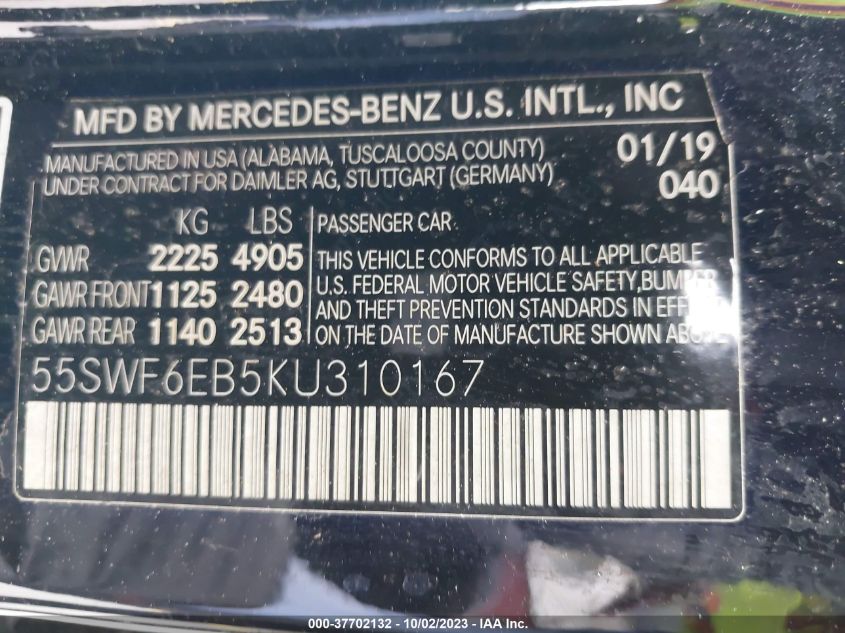 MFD BY MERCEDES-BENZ U.S. INTL., INC
MANUFACTURED IN USA (ALABAMA, TUSCALOOSA COUNTY) 01/19
UNDER CONTRACT FOR DAIMLER AG, STUTTGART (GERMANY) 040
KG LBS PASSENGER CAR
GVWR 2225 4905 THIS VEHICLE CONFORMS TO ALL APPLICABLE
U.S. FEDERAL MOTOR VEHICLE SAFETY, BUMPER
GAWR FRONT 1125 2480 AND THEFT PREVENTION STANDARDS IN EFFECT
GAWR REAR 1140 2513 ON THE DATE OF MANUFACTURE SHOWN ABOVE
55SWF6EB5KU310167
000-37702132 - 10/02/2023 - IAA Inc.